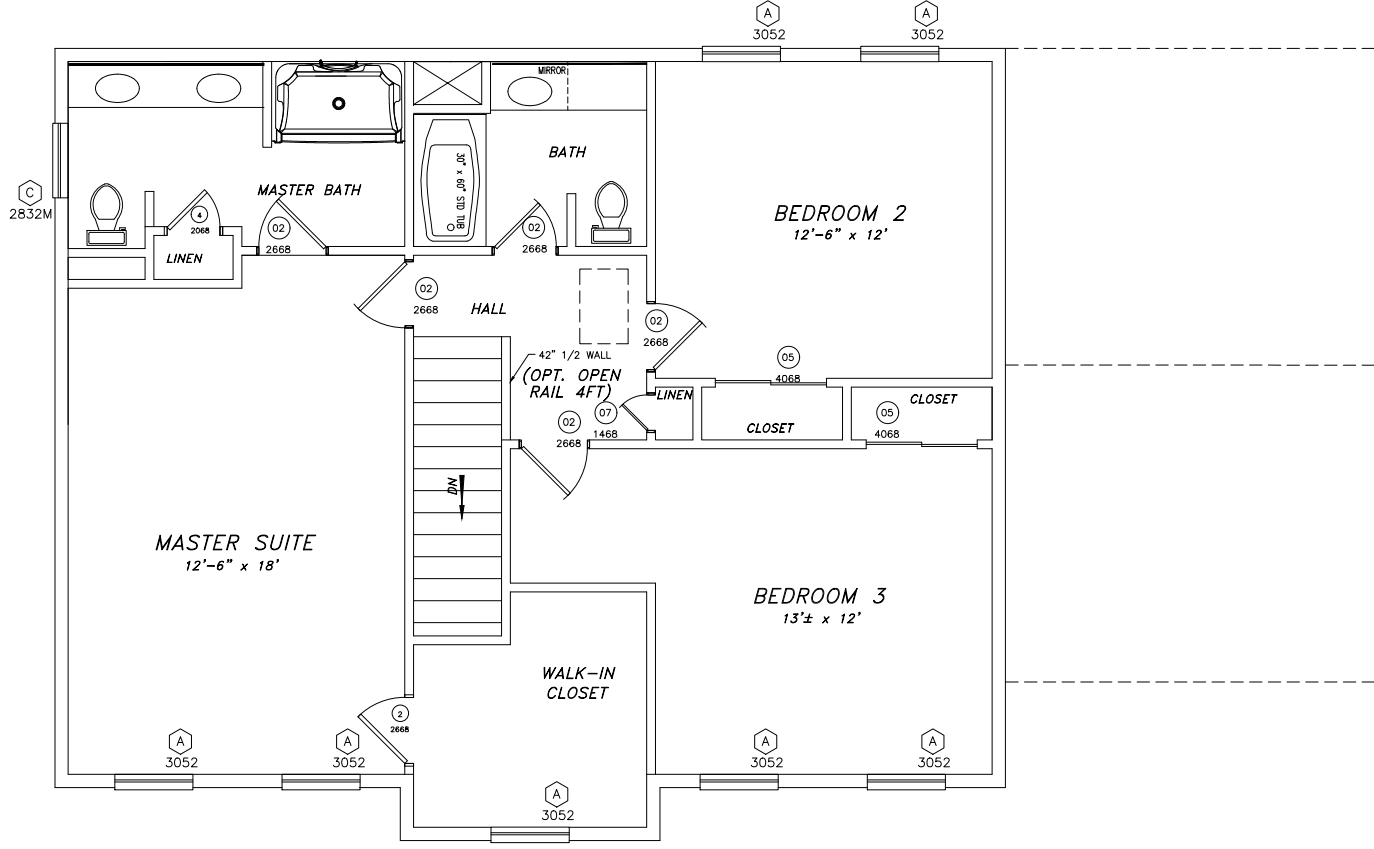 A
3052
A
3052
MIRROR
BATH
30" x 60" STD TUB
C
2832M
MASTER BATH
4
2068
02
2668
02
2668
LINEN
BEDROOM 2
12'-6" x 12'
02
2668
HALL
02
2668
42" 1/2 WALL
(OPT. OPEN
RAIL 4FT)
05
4068
LINEN
07
1468
02
2668
CLOSET
05
4068
CLOSET
DN
MASTER SUITE
12'-6" x 18'
BEDROOM 3
13'± x 12'
WALK-IN
CLOSET
2
2668
A
3052
A
3052
A
3052
A
3052
A
3052